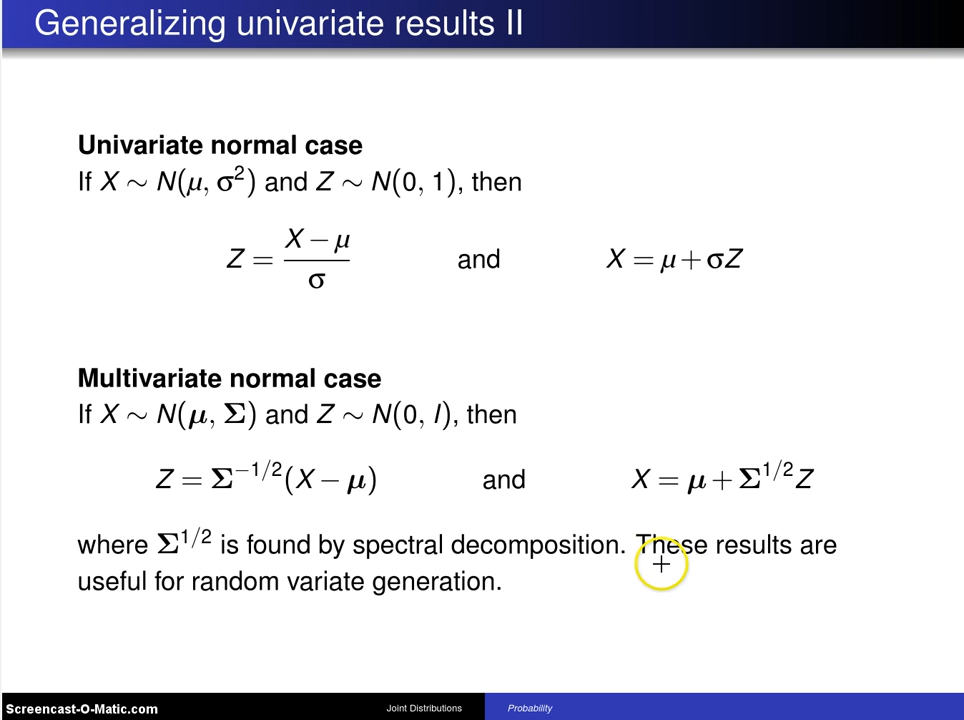 Generalizing univariate results II
Univariate normal case
If X ∼ N(μ, σ²) and Z ∼ N(0, 1), then
Z = (X − μ) / σ and X = μ + σZ
Multivariate normal case
If X ∼ N(μ, Σ) and Z ∼ N(0, I), then
Z = Σ^{−1/2}(X − μ) and X = μ + Σ^{1/2}Z
where Σ^{1/2} is found by spectral decomposition. These results are
useful for random variate generation.
Screencast-O-Matic.com Joint Distributions Probability